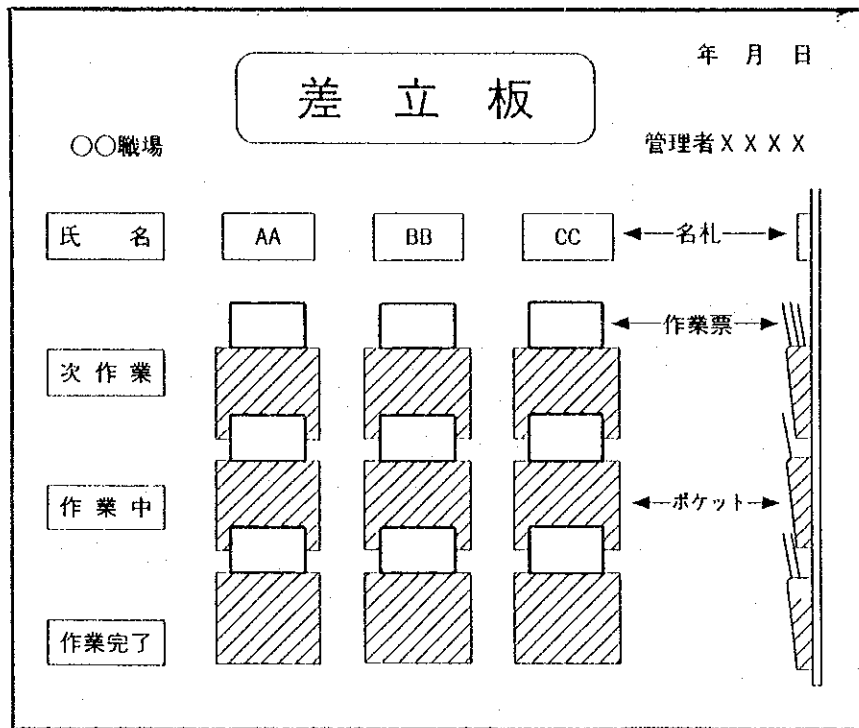 年 月 日
差 立 板
○○職場
管理者XXXX
氏 名
AA
BB
CC
名札
作業票
次作業
作業中
ポケット
作業完了